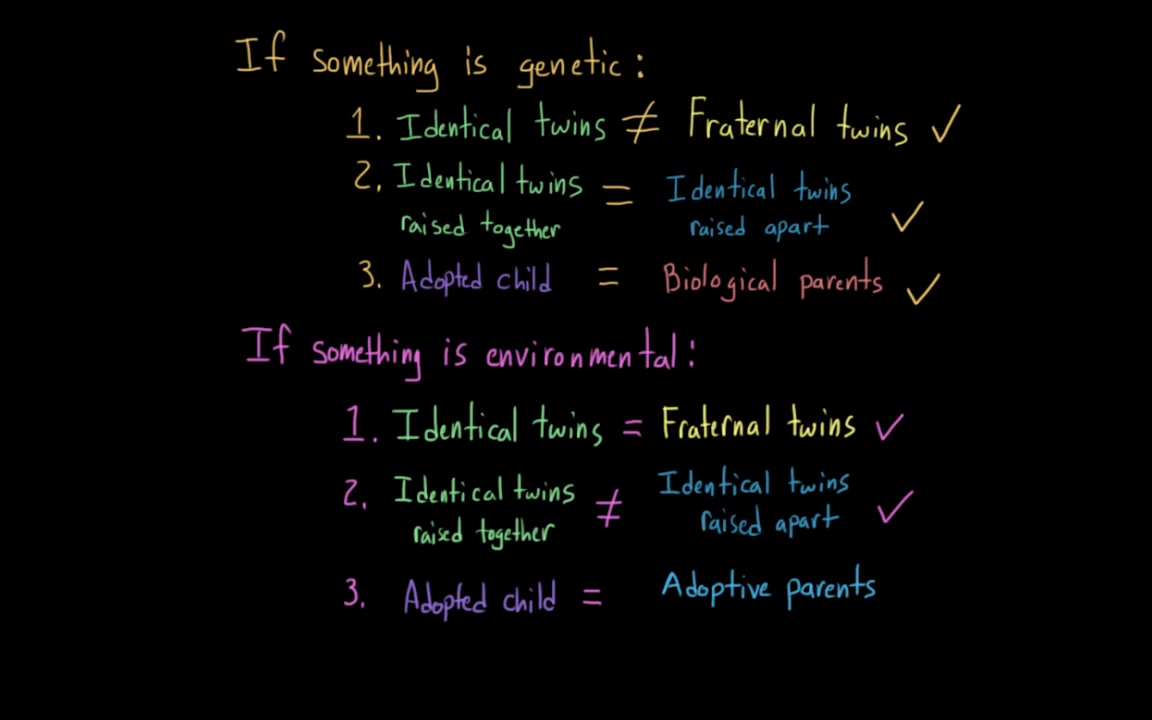 If something is genetic:
1. Identical twins ≠ Fraternal twins ✓
2. Identical twins = Identical twins
raised together raised apart ✓
3. Adopted child = Biological parents ✓
If something is environmental:
1. Identical twins = Fraternal twins ✓
2. Identical twins ≠ Identical twins
raised together raised apart ✓
3. Adopted child = Adoptive parents